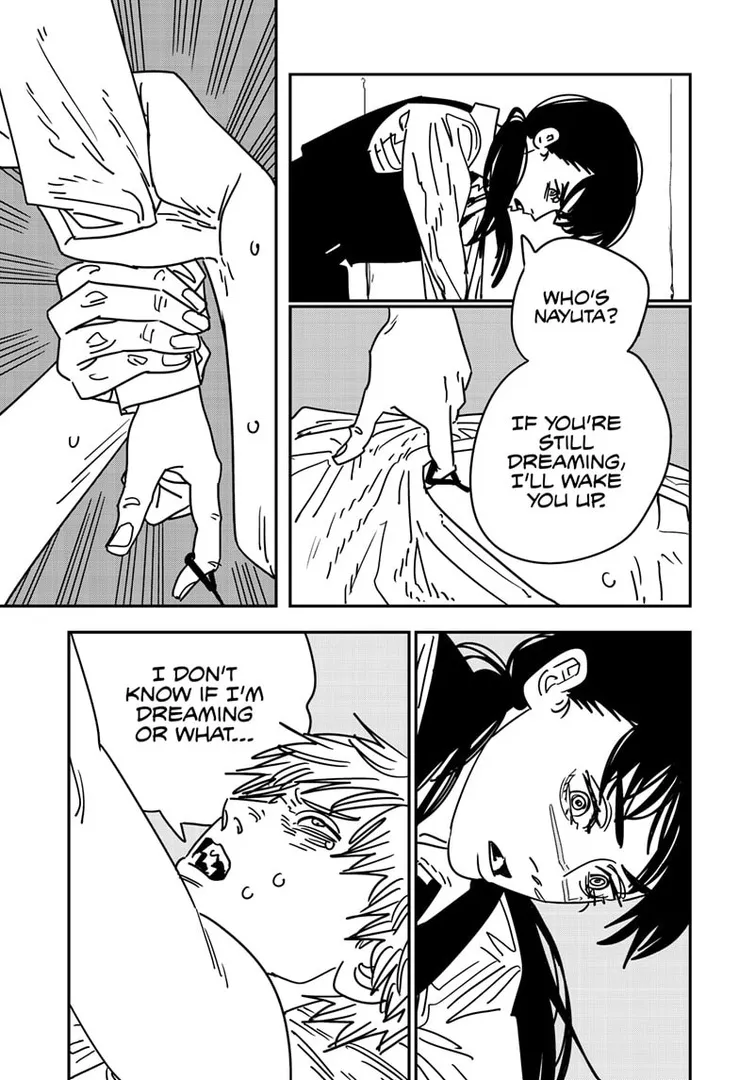 WHO'S
NAYUTA?
IF YOU'RE
STILL
DREAMING,
I'LL WAKE
YOU UP.
I DON'T
KNOW IF I'M
DREAMING
OR WHAT...